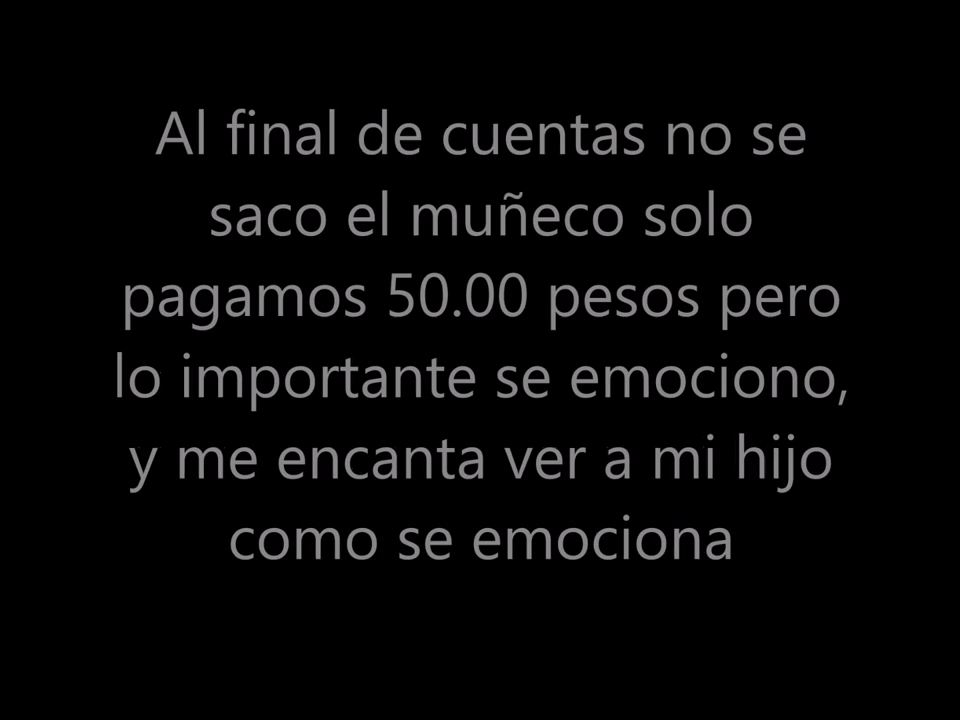 Al final de cuentas no se
saco el muñeco solo
pagamos 50.00 pesos pero
lo importante se emociono,
y me encanta ver a mi hijo
como se emociona